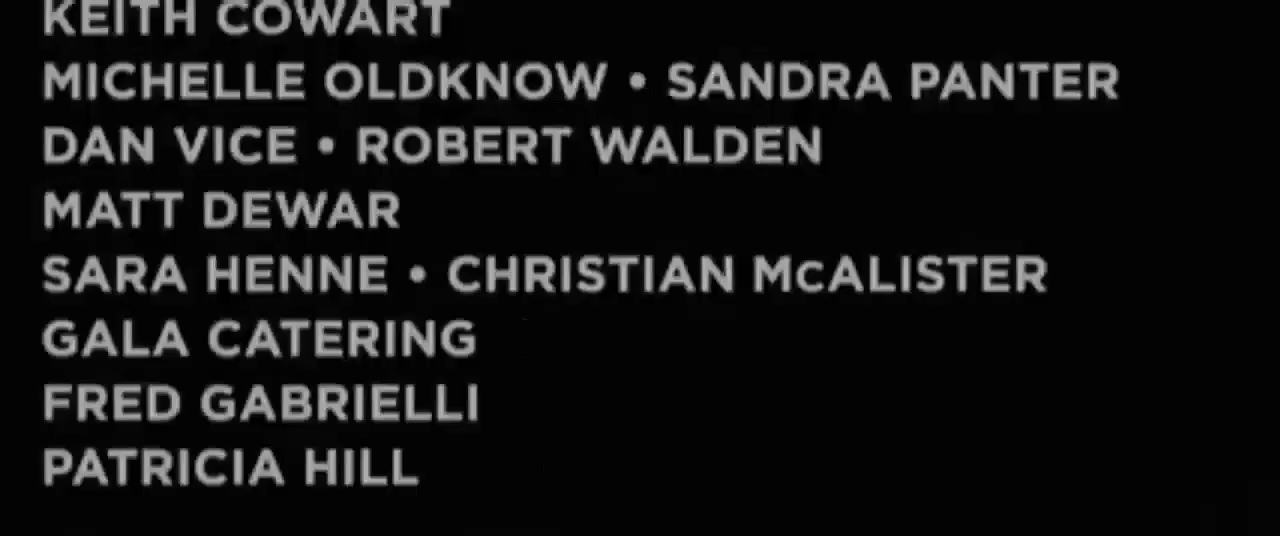 KEITH COWART
MICHELLE OLDKNOW • SANDRA PANTER
DAN VICE • ROBERT WALDEN
MATT DEWAR
SARA HENNE • CHRISTIAN McALISTER
GALA CATERING
FRED GABRIELLI
PATRICIA HILL